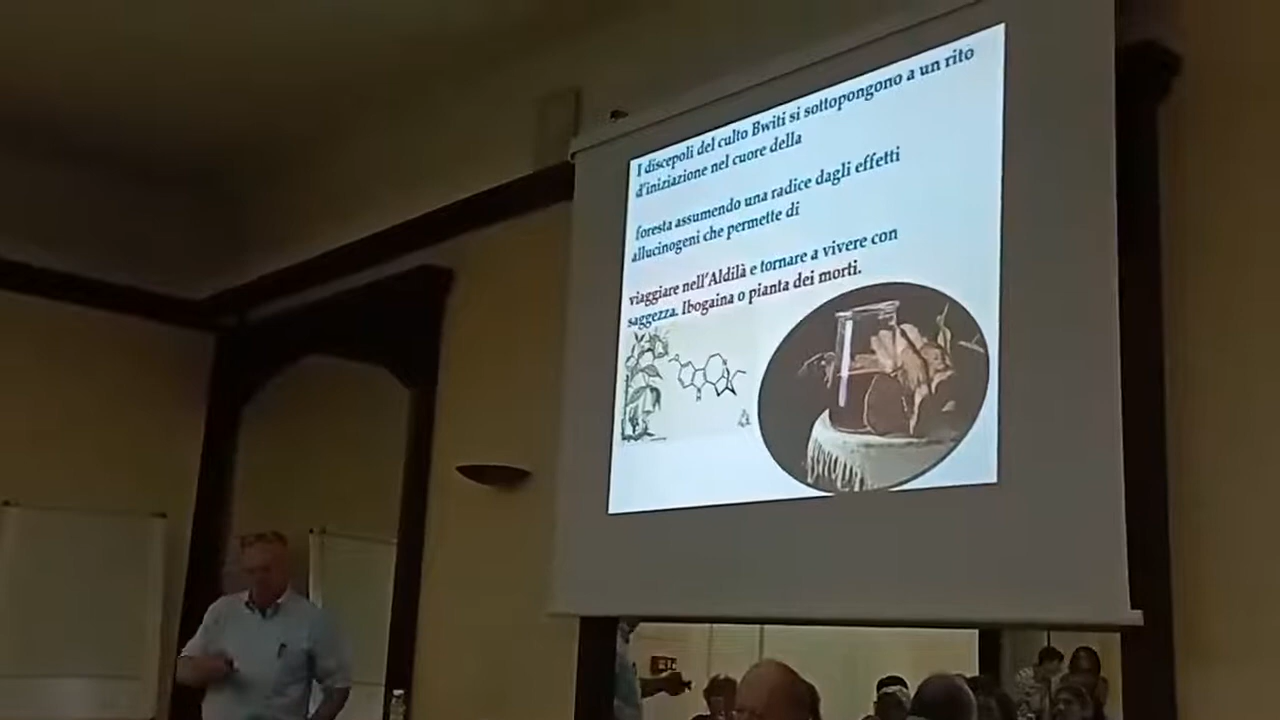 I discepoli del culto Bwiti si sottopongono a un rito
d'iniziazione nel cuore della
foresta assumendo una radice dagli effetti
allucinogeni che permette di
viaggiare nell'Aldilà e tornare a vivere con
saggezza. Ibogaina o pianta dei morti.